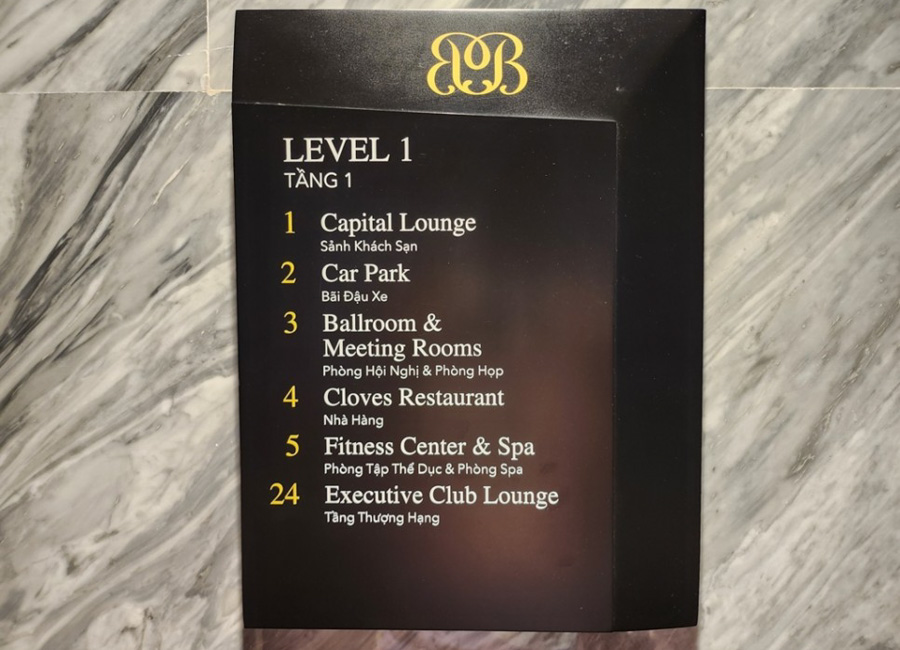 LEVEL 1
TẦNG 1
1 Capital Lounge
Sảnh Khách Sạn
2 Car Park
Bãi Đậu Xe
3 Ballroom &
Meeting Rooms
Phòng Hội Nghị & Phòng Họp
4 Cloves Restaurant
Nhà Hàng
5 Fitness Center & Spa
Phòng Tập Thể Dục & Phòng Spa
24 Executive Club Lounge
Tầng Thượng Hạng